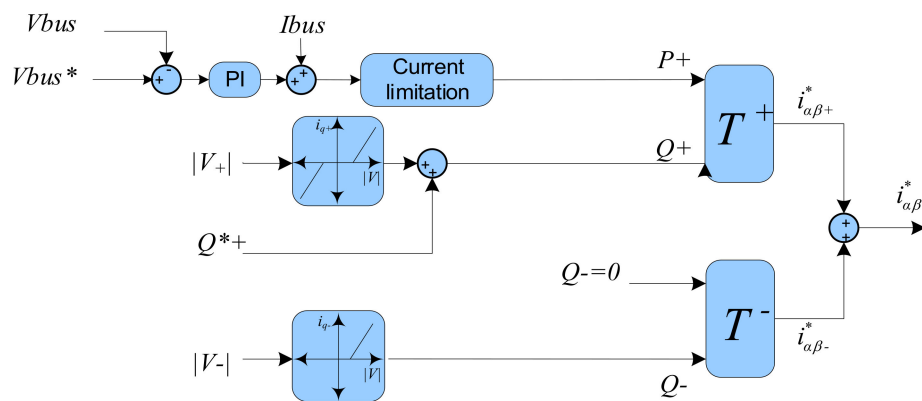 Vbus
Ibus
Vbus*
-
+
PI
+
+
Current
limitation
P+
T+
i*αβ+
|V+|
iq+
|V|
+
+
Q+
Q*+
+
+
i*αβ
Q-=0
T-
i*αβ-
|V-|
iq-
|V|
Q-